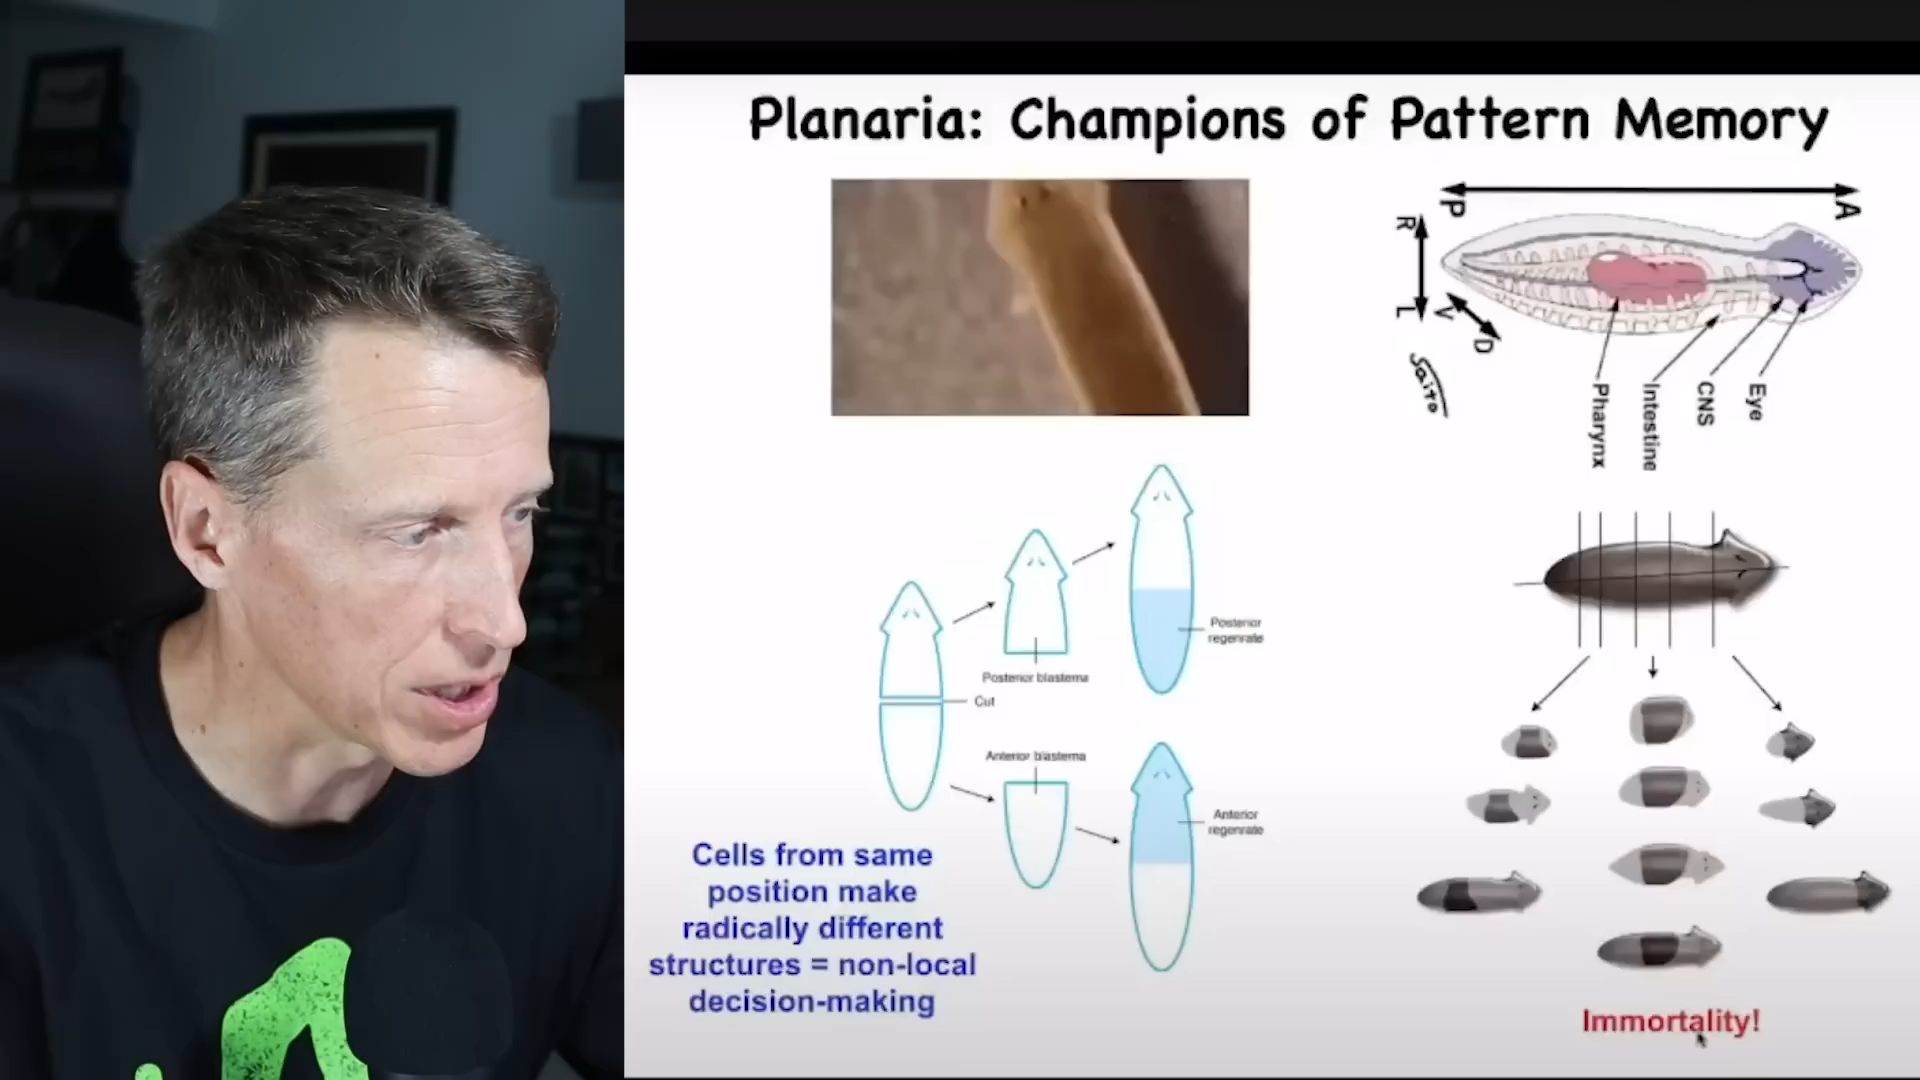 Planaria: Champions of Pattern Memory
P
A
R
L
V
D
Saito
Pharynx
Intestine
CNS
Eye
Posterior
regenrate
Posterior blastema
Cut
Anterior blastema
Anterior
regenrate
Cells from same
position make
radically different
structures = non-local
decision-making
Immortality!